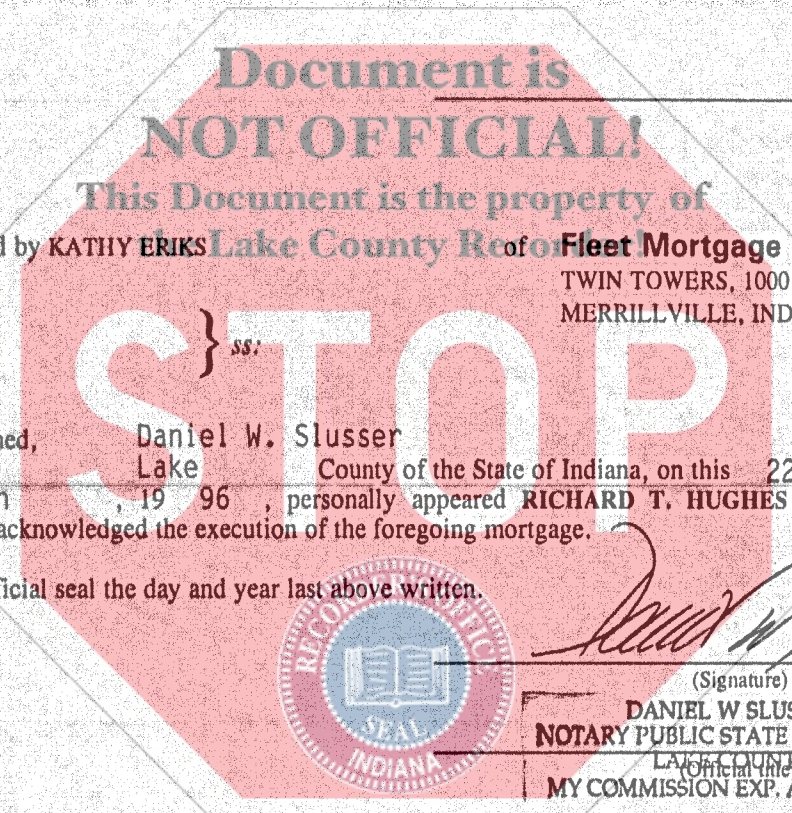 Document is
NOT OFFICIAL!
This Document is the property of
the Lake County Recorder!
d by KATHY ERIKS of Fleet Mortgage
TWIN TOWERS, 1000
MERRILLVILLE, IND
} ss:
STOP
ned, Daniel W. Slusser
Lake County of the State of Indiana, on this 22
n , 19 96 , personally appeared RICHARD T. HUGHES
acknowledged the execution of the foregoing mortgage.
ficial seal the day and year last above written.
RECORDER'S OFFICE
SEAL
INDIANA
(Signature)
DANIEL W SLUS
NOTARY PUBLIC STATE
LAKE COUNT
(Official title
MY COMMISSION EXP. A